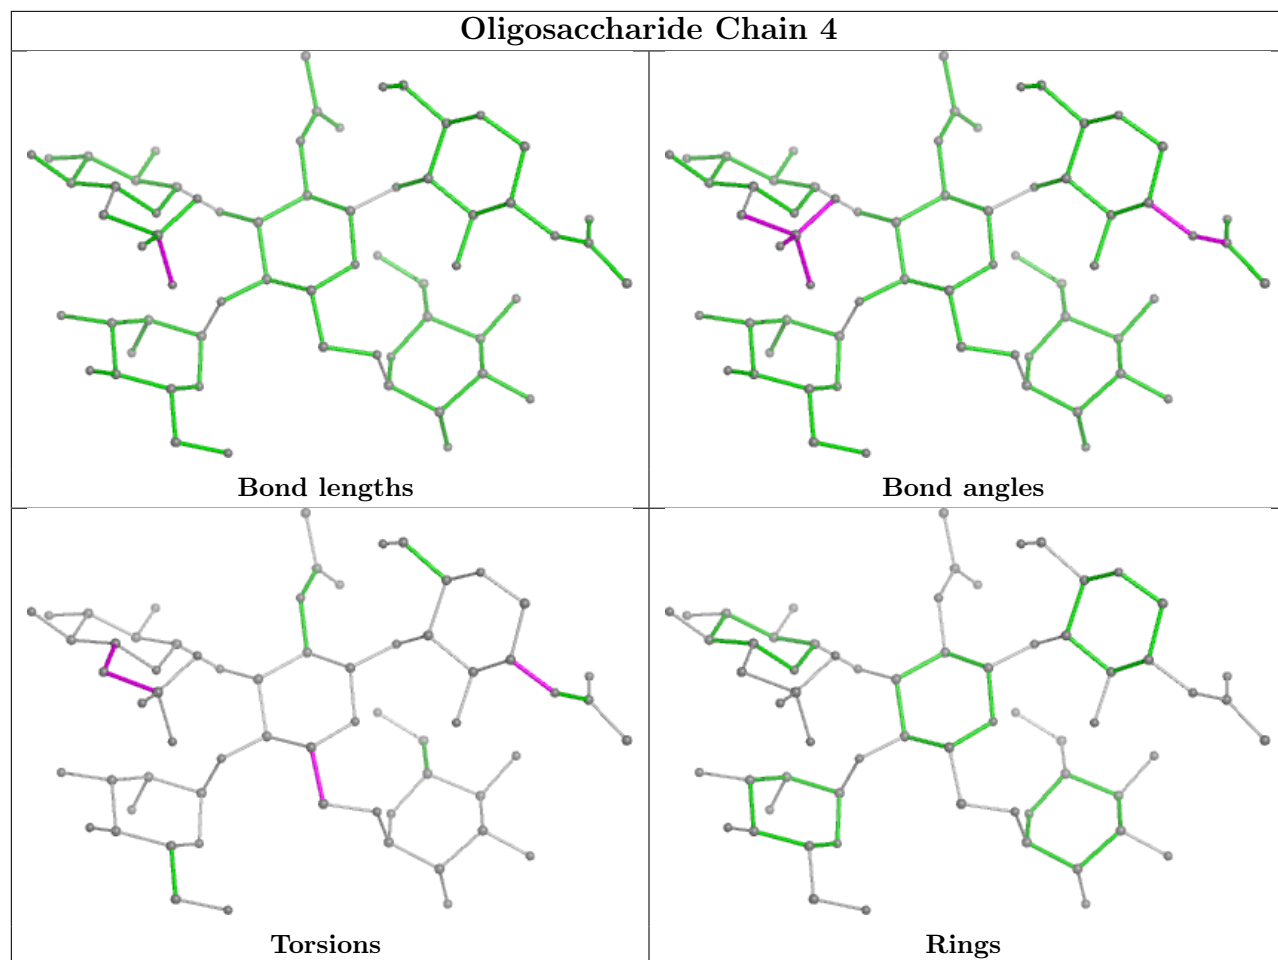 Oligosaccharide Chain 4
Bond lengths
Bond angles
Torsions
Rings